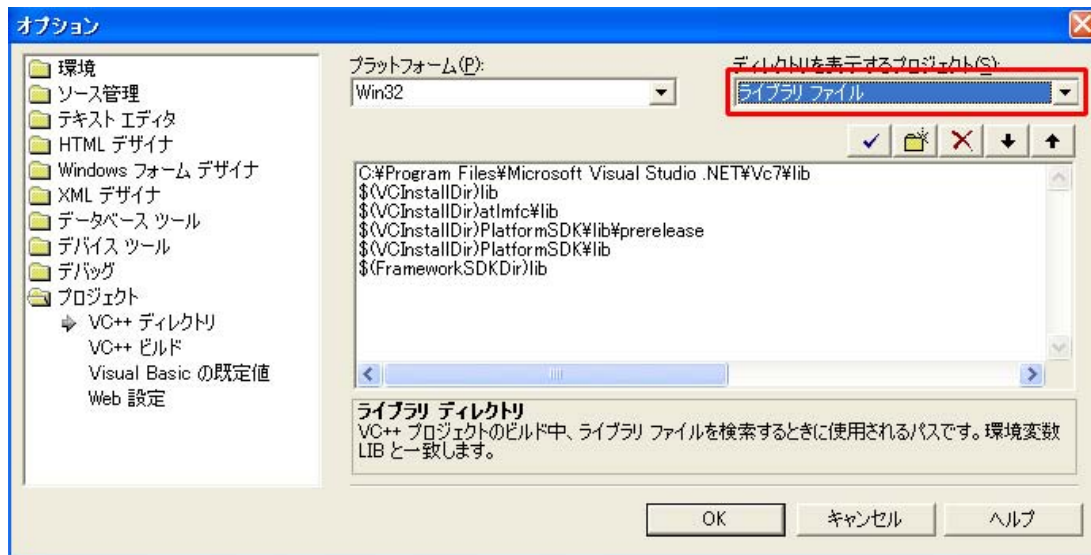 オプション
環境
ソース管理
テキスト エディタ
HTML デザイナ
Windows フォーム デザイナ
XML デザイナ
データベース ツール
デバイス ツール
デバッグ
プロジェクト
VC++ ディレクトリ
VC++ ビルド
Visual Basic の既定値
Web 設定
プラットフォーム(P):
Win32
ディレクトリを表示するプロジェクト(S):
ライブラリ ファイル
C:¥Program Files¥Microsoft Visual Studio .NET¥Vc7¥lib
$(VCInstallDir)lib
$(VCInstallDir)atlmfc¥lib
$(VCInstallDir)PlatformSDK¥lib¥prerelease
$(VCInstallDir)PlatformSDK¥lib
$(FrameworkSDKDir)lib
ライブラリ ディレクトリ
VC++ プロジェクトのビルド中、ライブラリ ファイルを検索するときに使用されるパスです。環境変数
LIB と一致します。
OK
キャンセル
ヘルプ